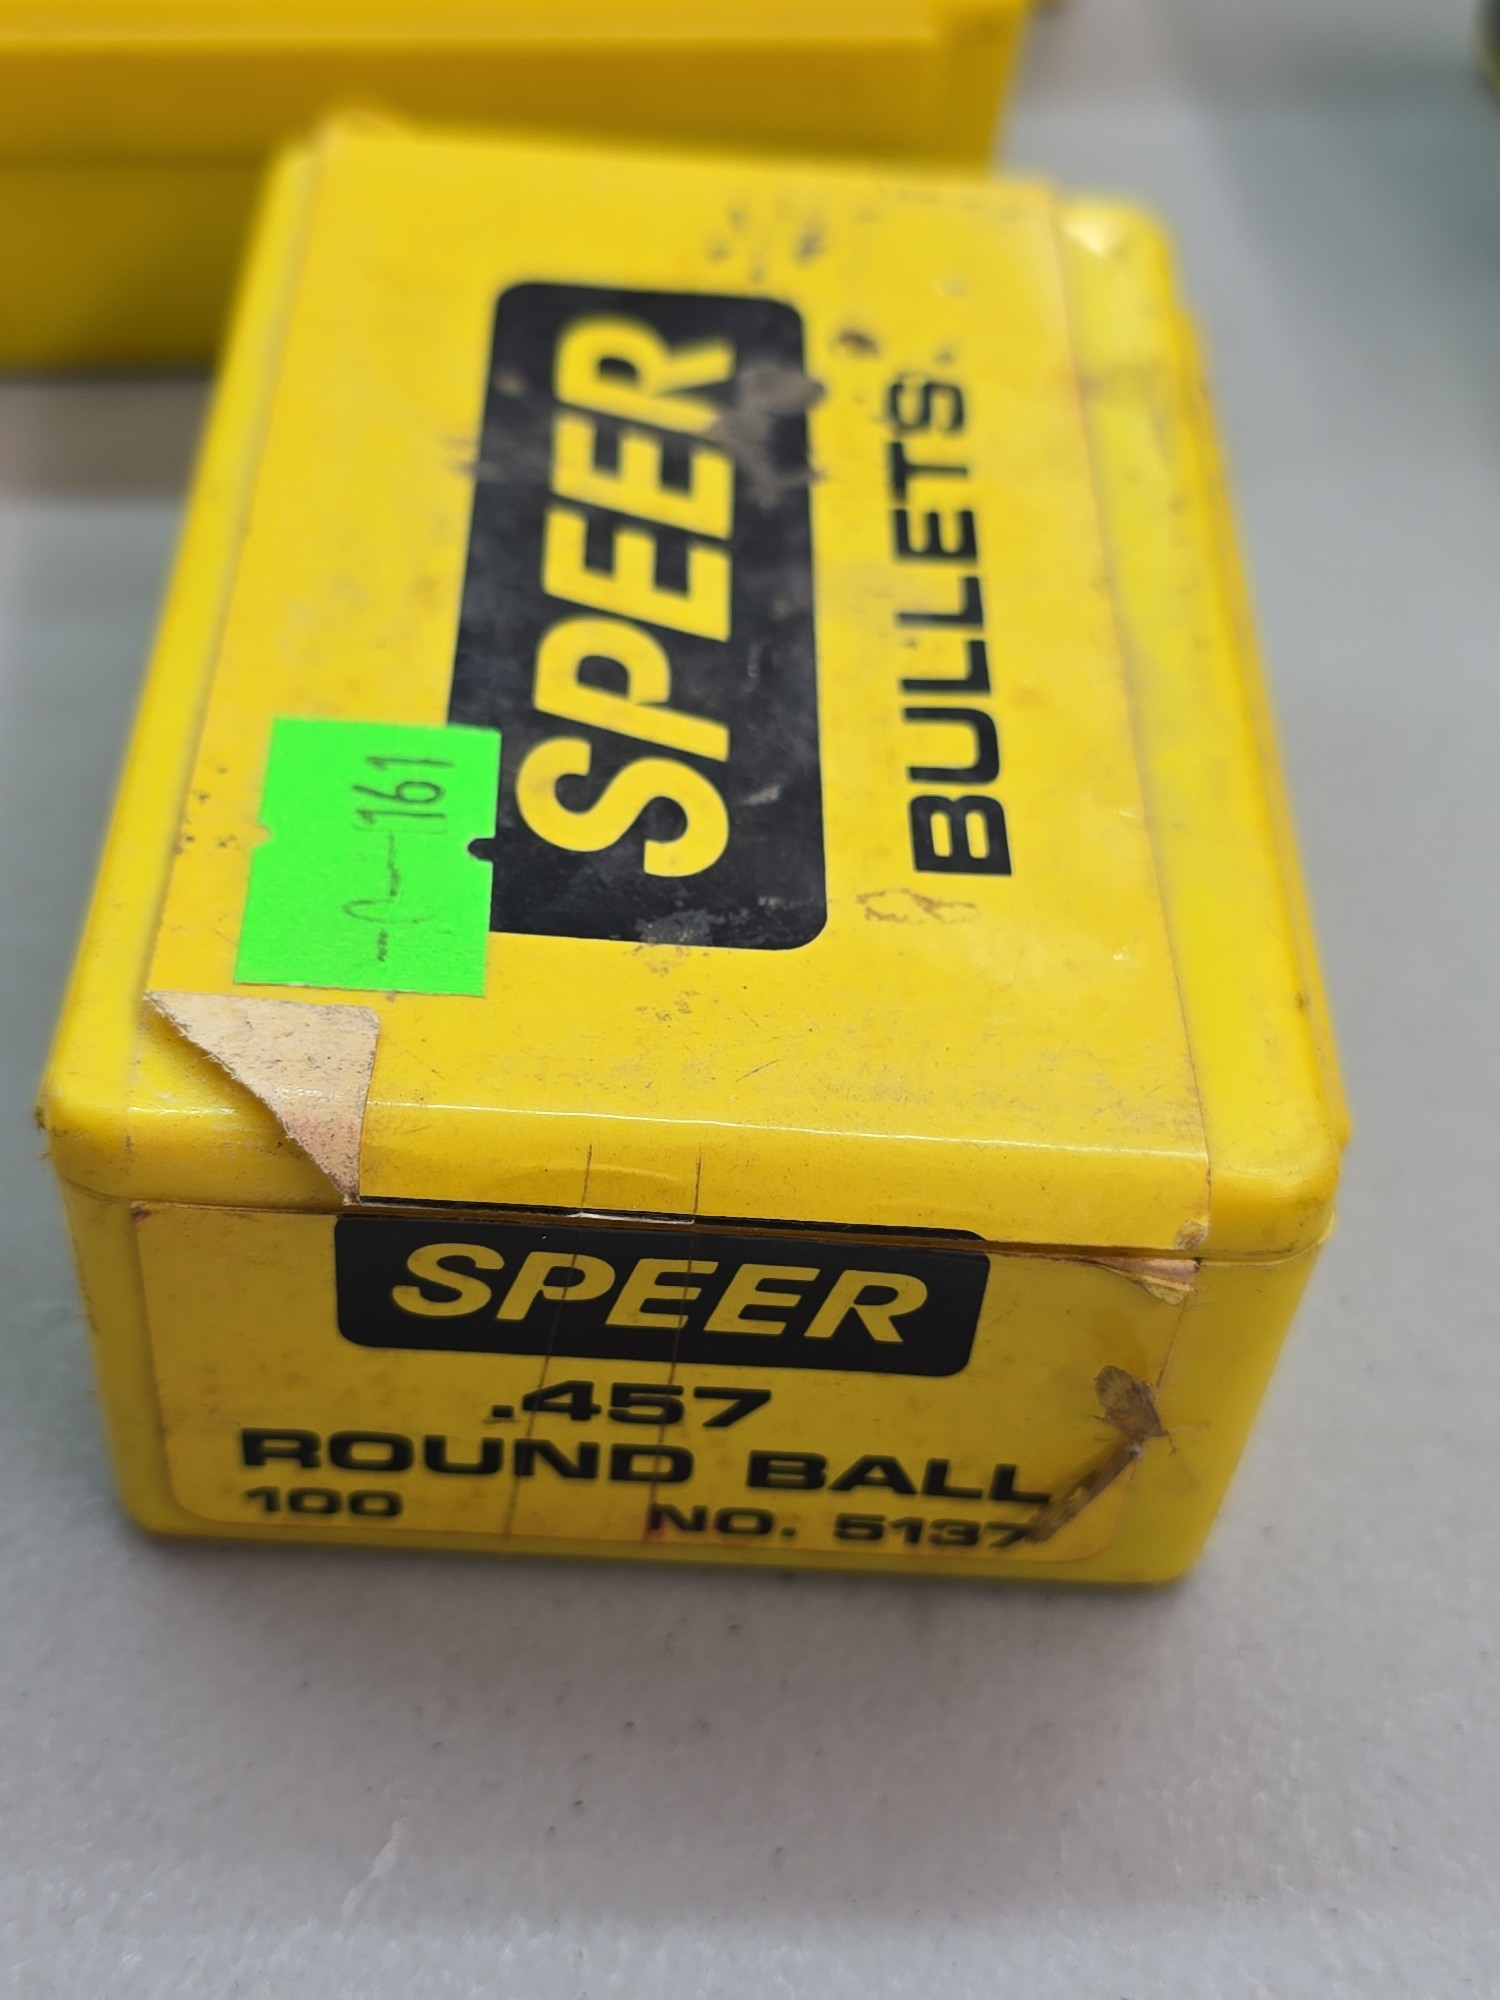 SPEER
BULLETS
161
SPEER
.457
ROUND BALL
100 NO. 5137